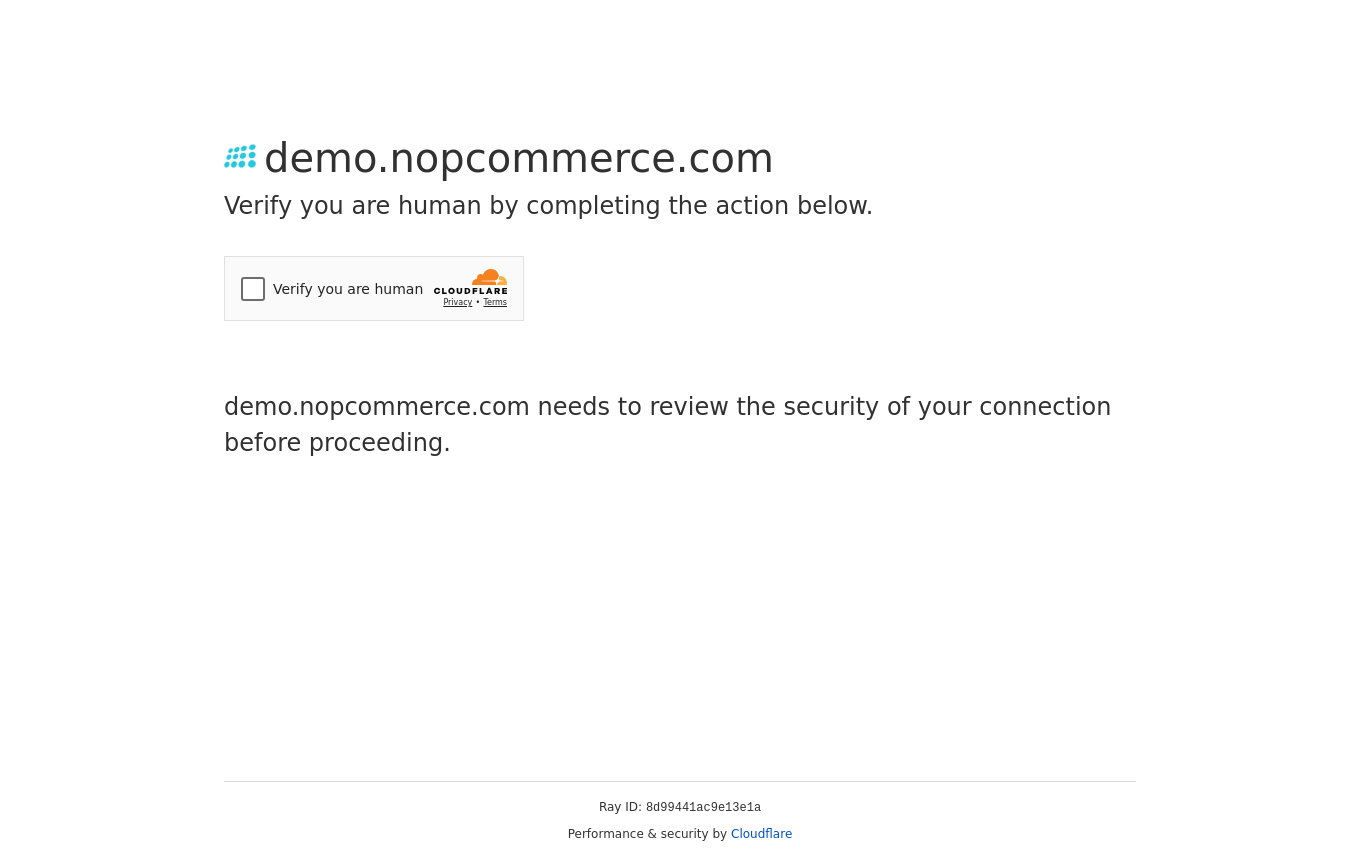 demo.nopcommerce.com
Verify you are human by completing the action below.
Verify you are human
CLOUDFLARE
Privacy • Terms
demo.nopcommerce.com needs to review the security of your connection
before proceeding.
Ray ID: 8d99441ac9e13e1a
Performance & security by Cloudflare